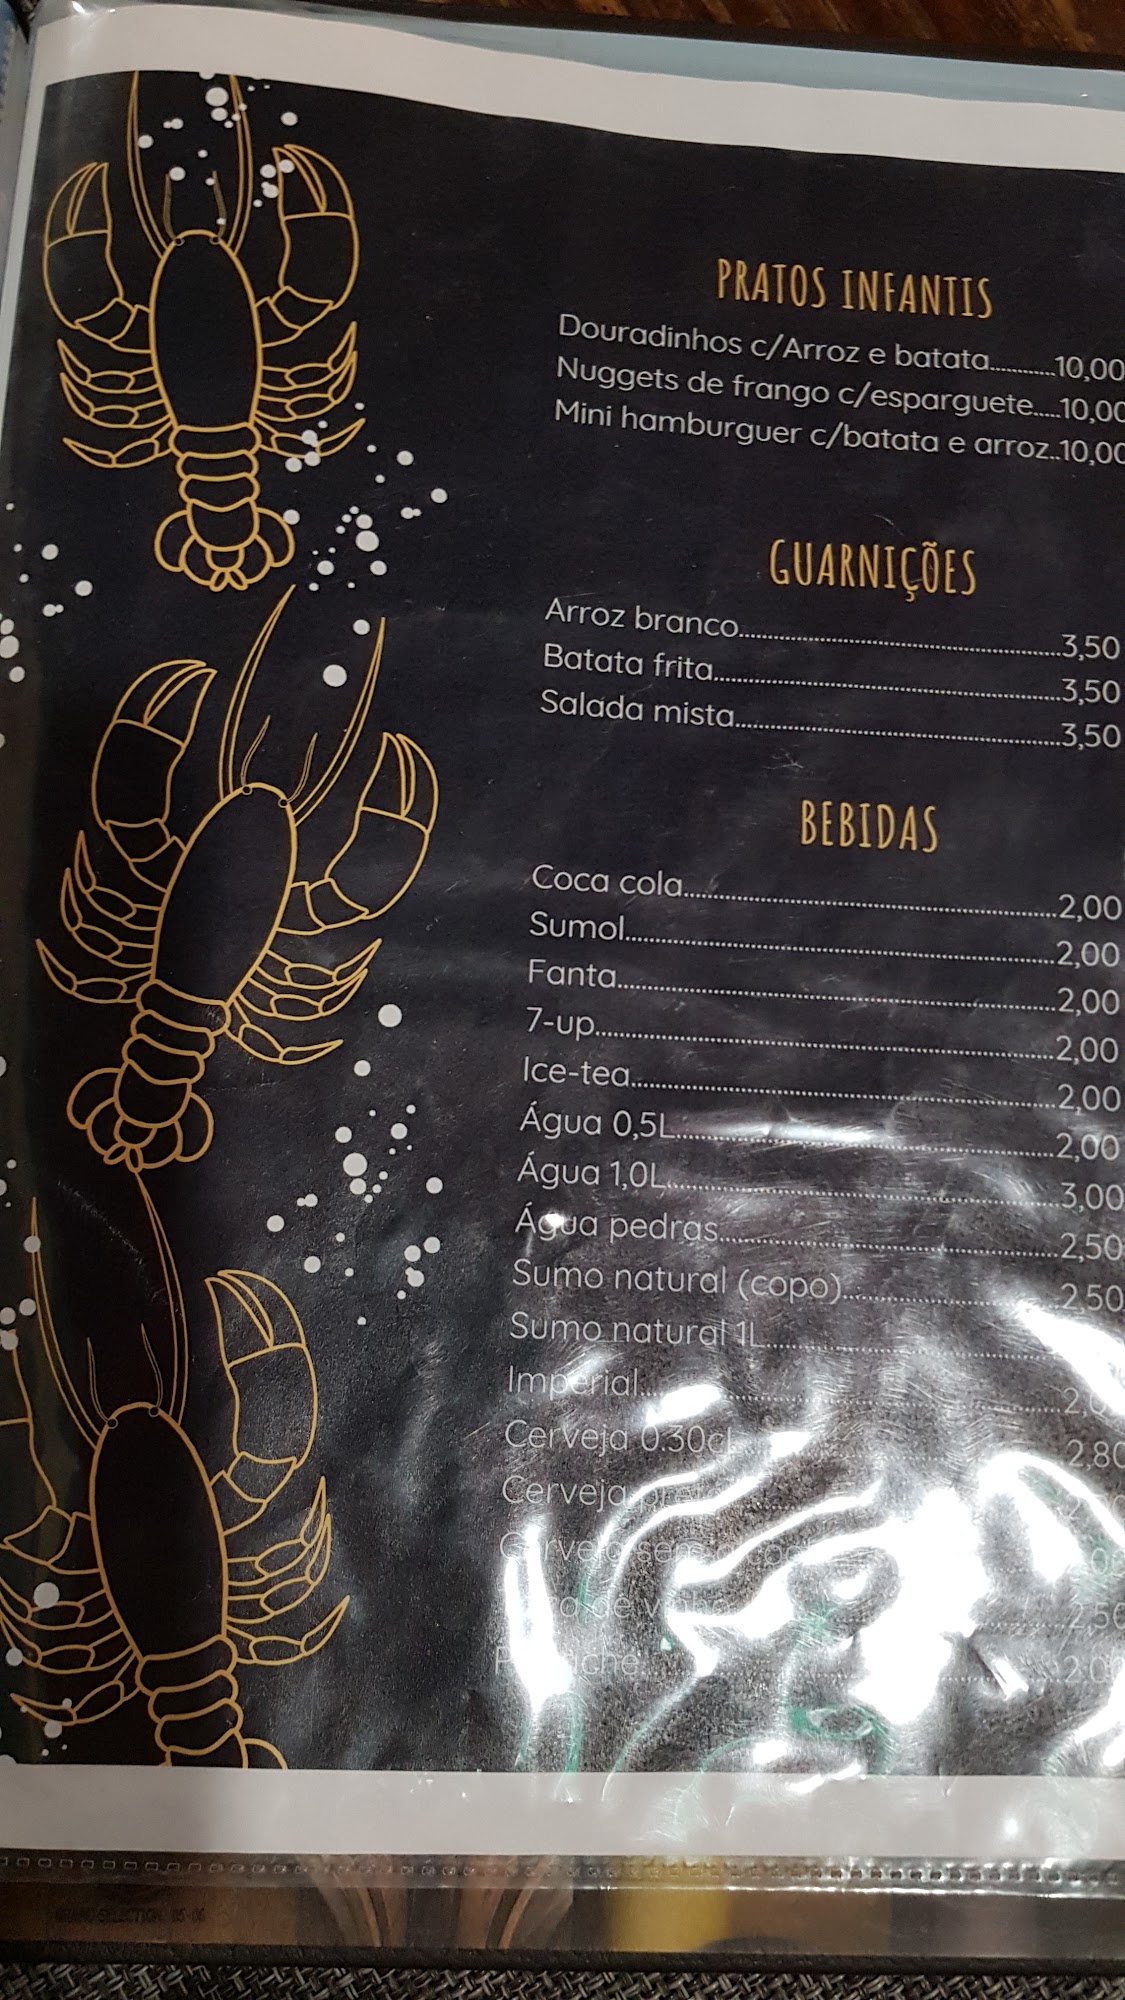 PRATOS INFANTIS
Douradinhos c/Arroz e batata............10,00
Nuggets de frango c/esparguete.....10,00
Mini hamburguer c/batata e arroz..10,00
GUARNIÇÕES
Arroz branco..........3,50
Batata frita..........3,50
Salada mista..........3,50
BEBIDAS
Coca cola..........2,00
Sumol..........2,00
Fanta..........2,00
7-up..........2,00
Ice-tea..........2,00
Água 0,5L..........2,00
Água 1,0L..........3,00
Água pedras..........2,50
Sumo natural (copo)..........2,50
Sumo natural 1L..........
Imperial..........
Cerveja 0.30cL 2,80
Cerveja
Cerveja sem
de vinho 2,50
2,00